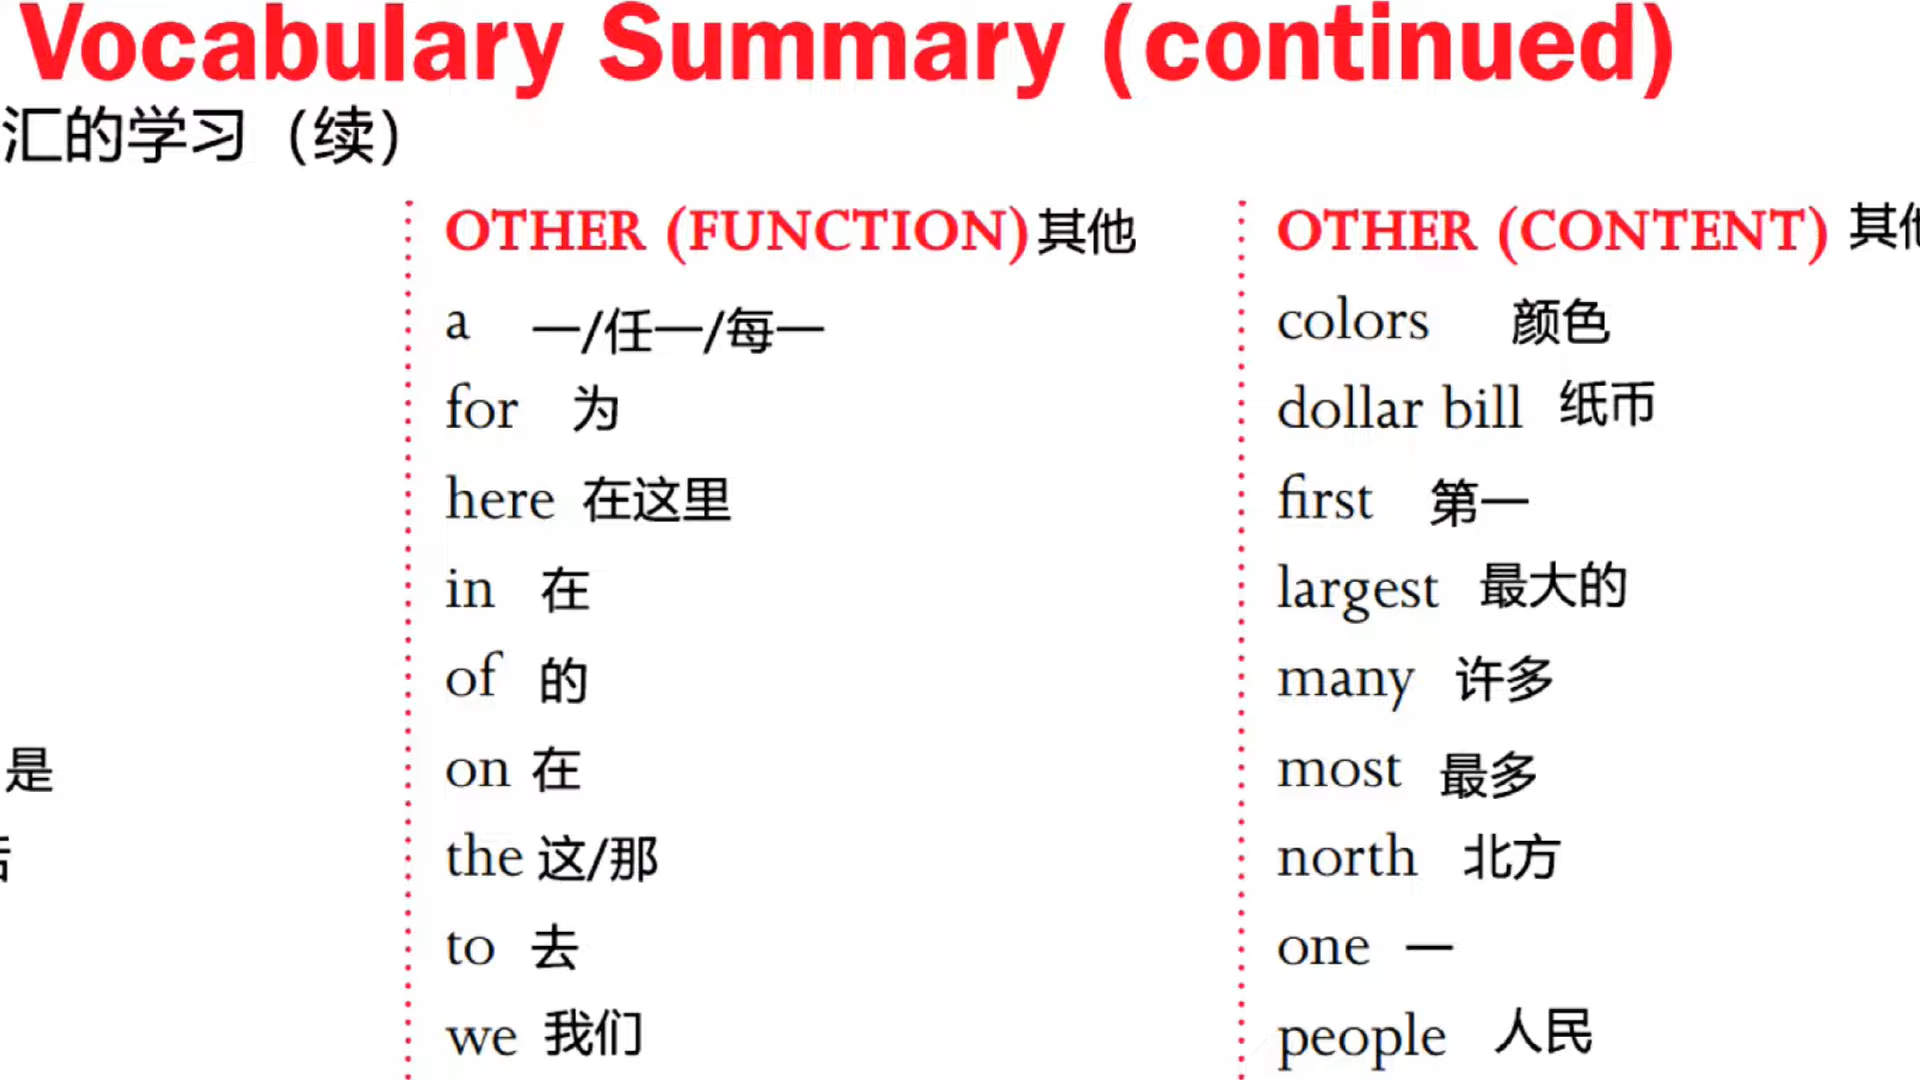 Vocabulary Summary (continued)
汇的学习（续）
是
OTHER (FUNCTION) 其他
a 一/任一/每一
for 为
here 在这里
in 在
of 的
on 在
the 这/那
to 去
we 我们
OTHER (CONTENT) 其他
colors 颜色
dollar bill 纸币
first 第一
largest 最大的
many 许多
most 最多
north 北方
one 一
people 人民